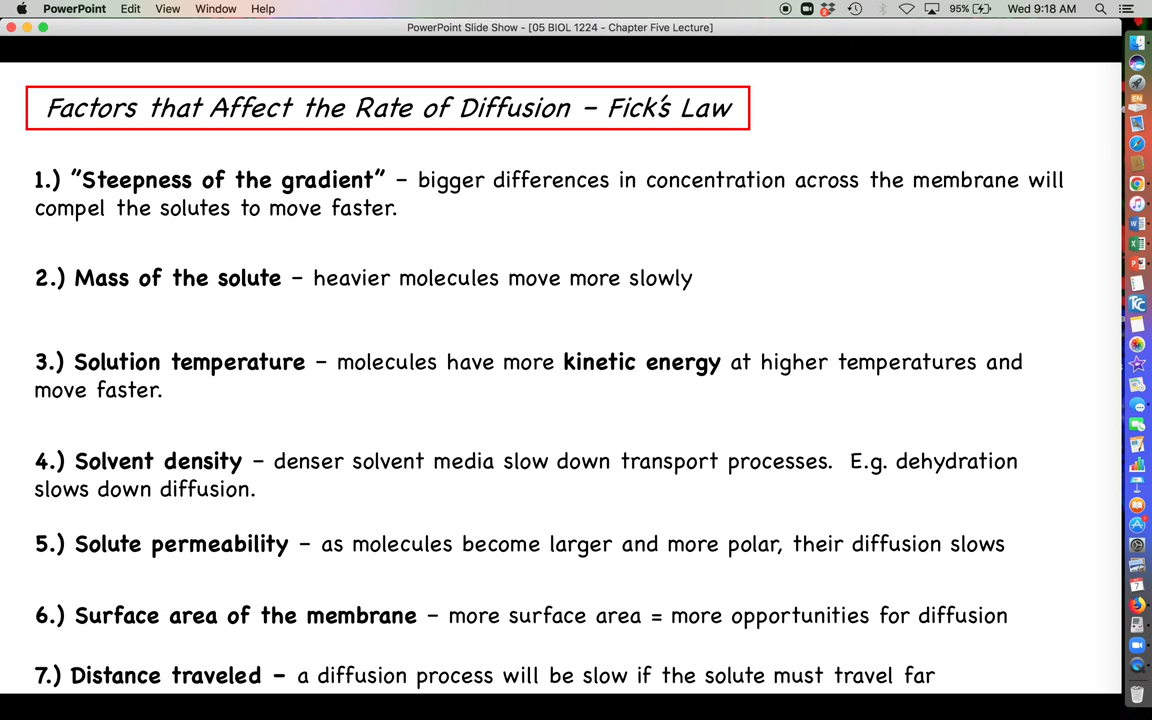 PowerPoint Edit View Window Help 95% Wed 9:18 AM
PowerPoint Slide Show - [05 BIOL 1224 - Chapter Five Lecture]
Factors that Affect the Rate of Diffusion – Fick's Law
1.) "Steepness of the gradient" – bigger differences in concentration across the membrane will
compel the solutes to move faster.
2.) Mass of the solute – heavier molecules move more slowly
3.) Solution temperature – molecules have more kinetic energy at higher temperatures and
move faster.
4.) Solvent density – denser solvent media slow down transport processes. E.g. dehydration
slows down diffusion.
5.) Solute permeability – as molecules become larger and more polar, their diffusion slows
6.) Surface area of the membrane – more surface area = more opportunities for diffusion
7.) Distance traveled – a diffusion process will be slow if the solute must travel far